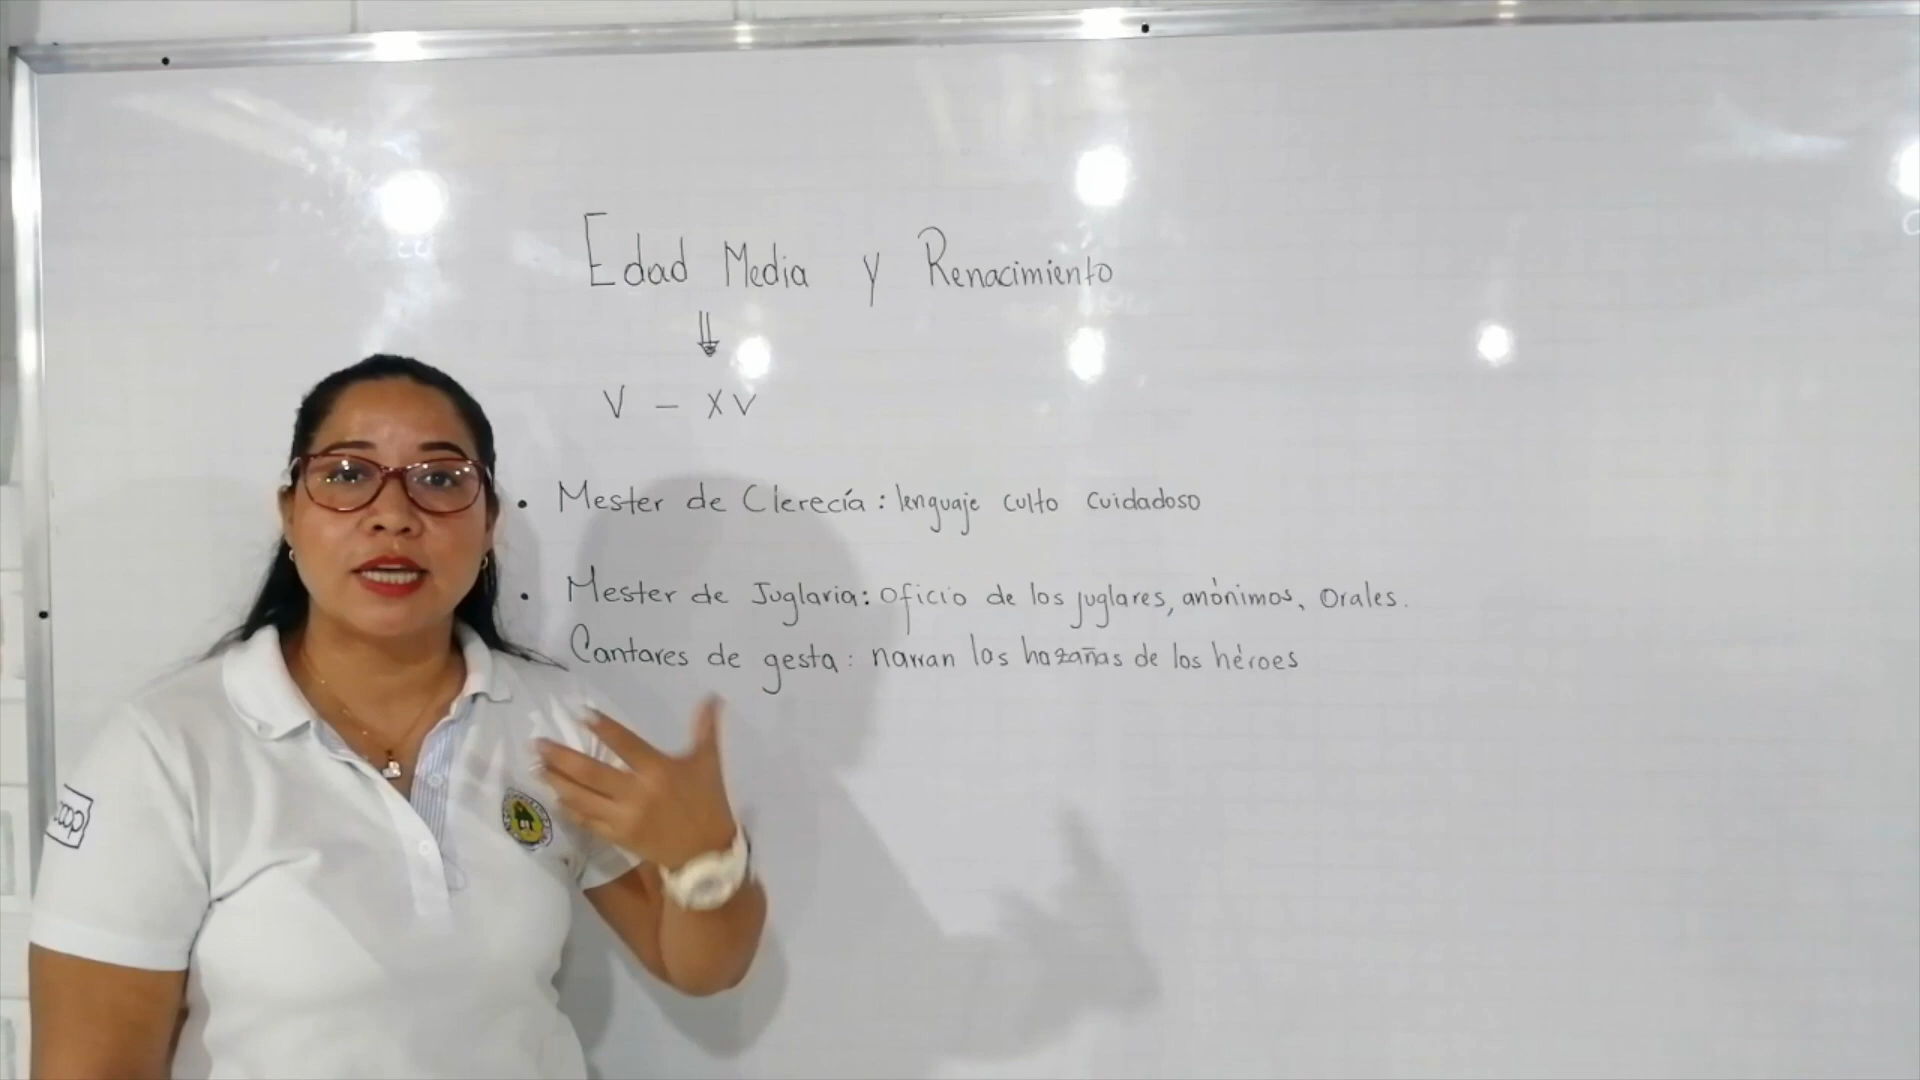 Edad Media y Renacimiento
V - XV
• Mester de Clerecía: lenguaje culto cuidadoso
• Mester de Juglaria: Oficio de los juglares, anónimos, Orales.
Cantares de gesta: narran las hazañas de los héroes